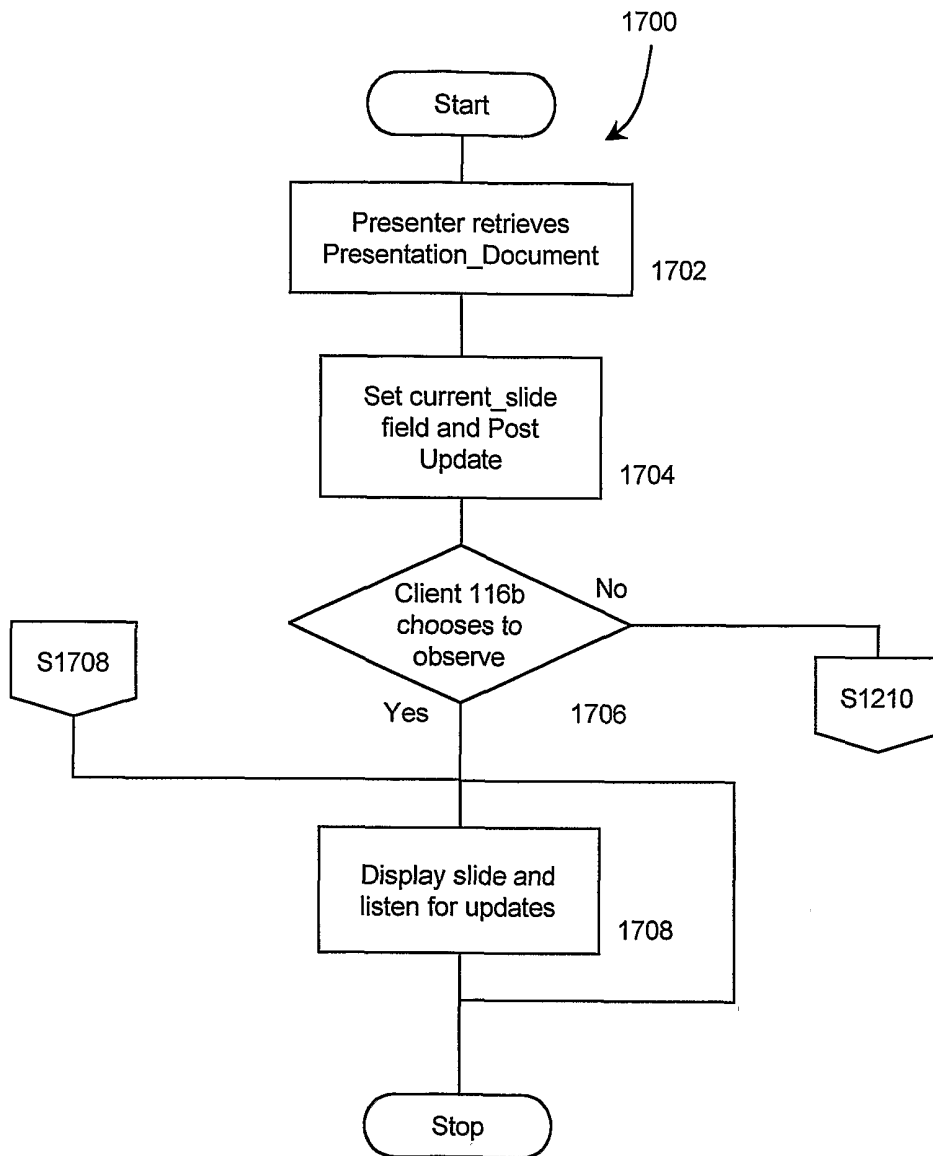 1700
Start
Presenter retrieves
Presentation_Document
1702
Set current_slide
field and Post
Update
1704
Client 116b
chooses to
observe
No
S1708
S1210
Yes
1706
Display slide and
listen for updates
1708
Stop